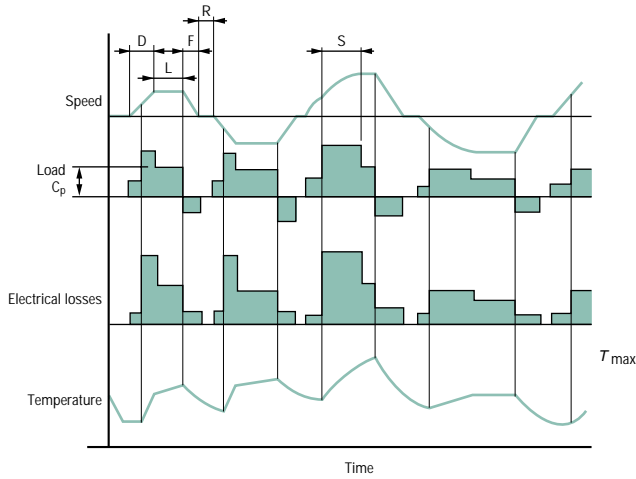 R
D
F
S
L
Speed
Load
Cp
Electrical losses
T max
Temperature
Time